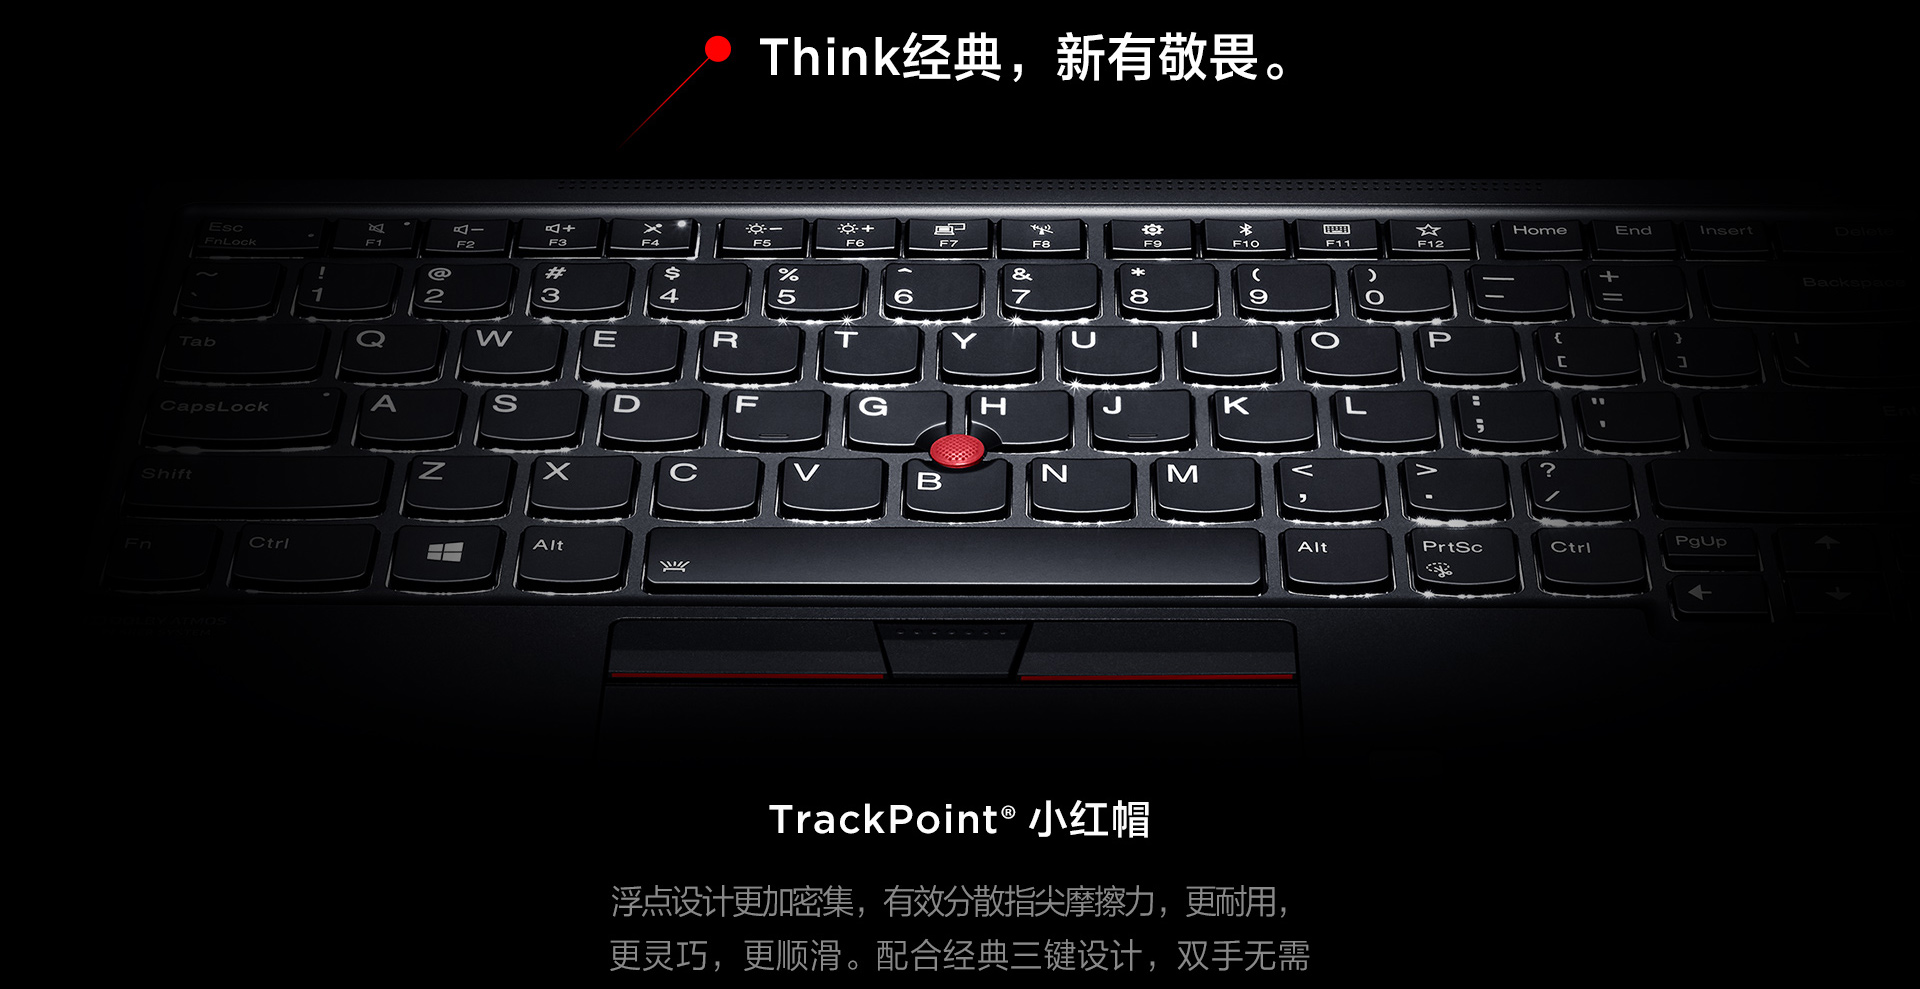 Think经典，新有敬畏。
Esc FnLock F1 F2 F3 F4 F5 F6 F7 F8 F9 F10 F11 F12 Home End Insert Delete
~ ` ! 1 @ 2 # 3 $ 4 % 5 ^ 6 & 7 * 8 ( 9 ) 0 — - + = Backspace
Tab Q W E R T Y U I O P { [ } ] | \
CapsLock A S D F G H J K L : ; " ' Enter
Shift Z X C V B N M < , > . ? /
Fn Ctrl Alt Alt PrtSc Ctrl PgUp
TrackPoint® 小红帽
浮点设计更加密集，有效分散指尖摩擦力，更耐用，
更灵巧，更顺滑。配合经典三键设计，双手无需